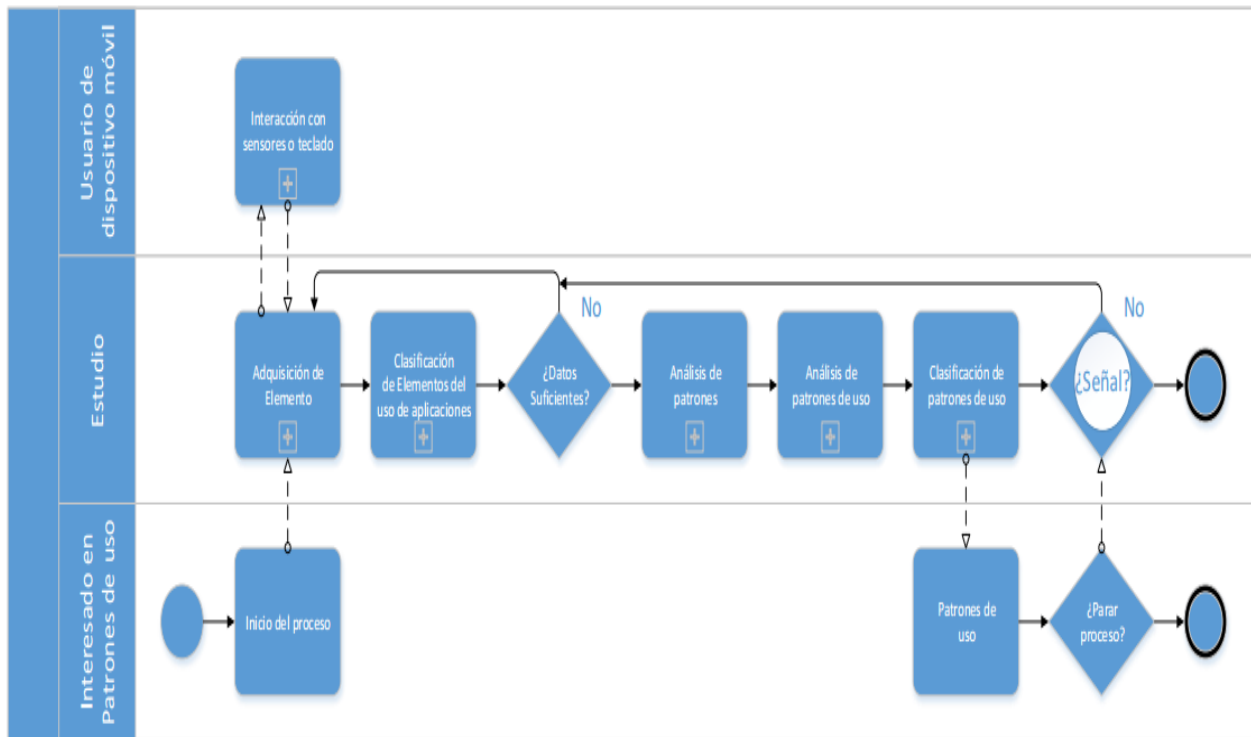 Usuario de
dispositivo móvil
Interacción con
sensores o teclado
Estudio
Adquisición de
Elemento
Clasificación
de Elementos del
uso de aplicaciones
¿Datos
Suficientes?
No
Análisis de
patrones
Análisis de
patrones de uso
Clasificación de
patrones de uso
¿Señal?
No
Interesado en
Patrones de uso
Inicio del proceso
Patrones de
uso
¿Parar
proceso?